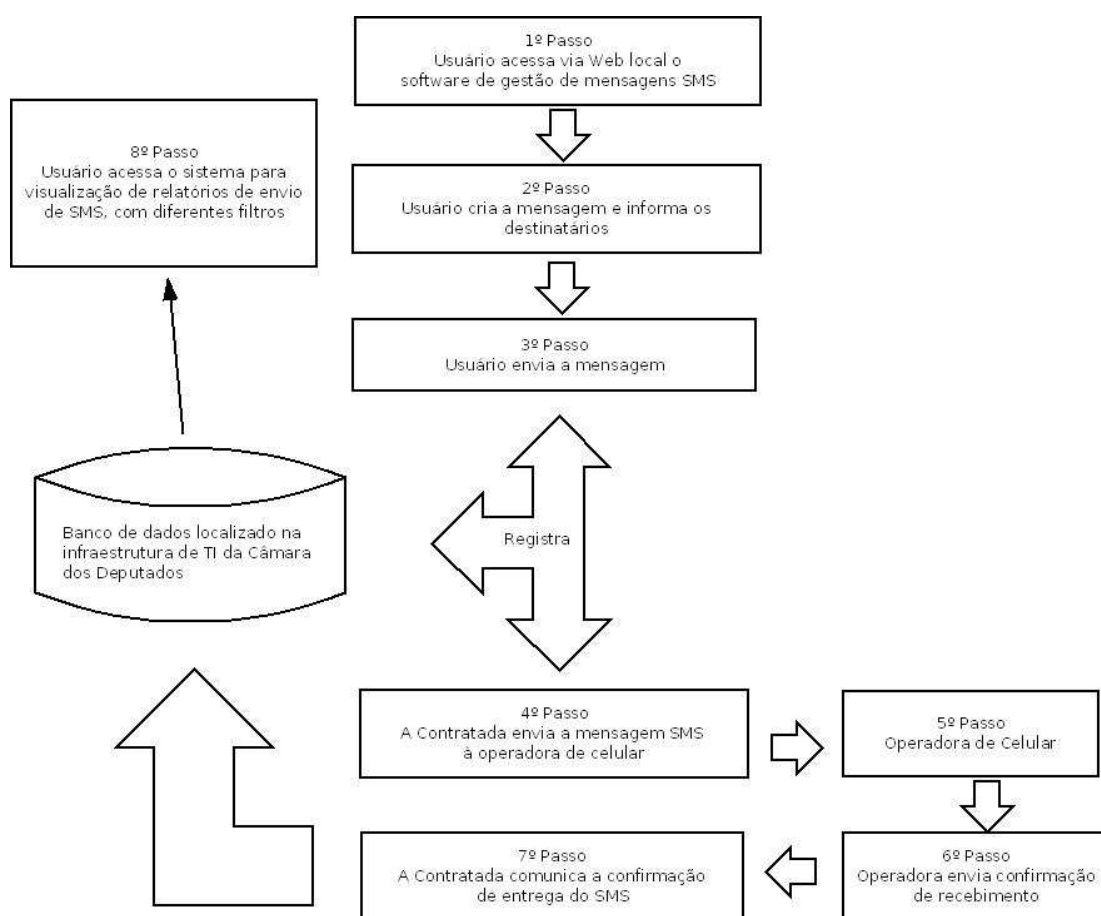 1º Passo
Usuário acessa via Web local o
software de gestão de mensagens SMS
2º Passo
Usuário cria a mensagem e informa os
destinatários
3º Passo
Usuário envia a mensagem
Registra
Banco de dados localizado na
infraestrutura de TI da Câmara
dos Deputados
4º Passo
A Contratada envia a mensagem SMS
à operadora de celular
5º Passo
Operadora de Celular
6º Passo
Operadora envia confirmação
de recebimento
7º Passo
A Contratada comunica a confirmação
de entrega do SMS
8º Passo
Usuário acessa o sistema para
visualização de relatórios de envio
de SMS, com diferentes filtros